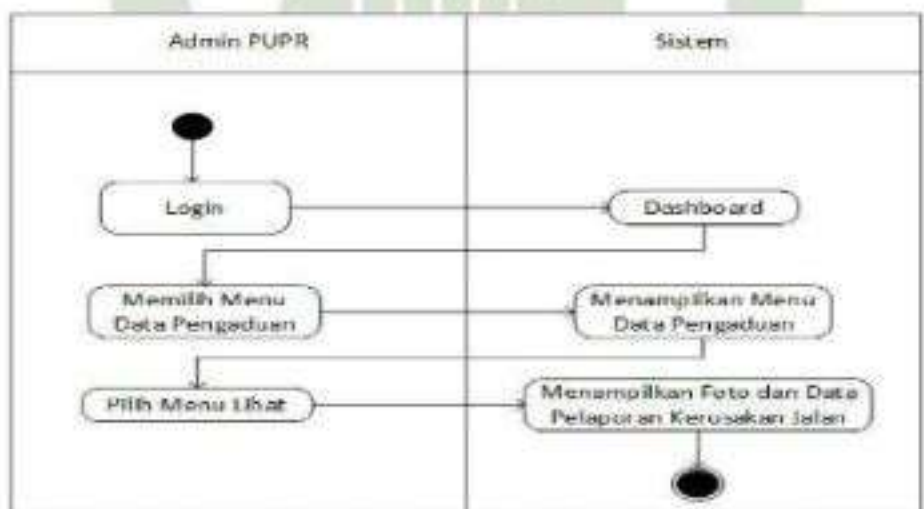 Admin PUPR
Sistem
Login
Dashboard
Memilih Menu
Data Pengaduan
Menampilkan Menu
Data Pengaduan
Pilih Menu Lihat
Menampilkan Foto dan Data
Pelaporan Kerusakan Jalan